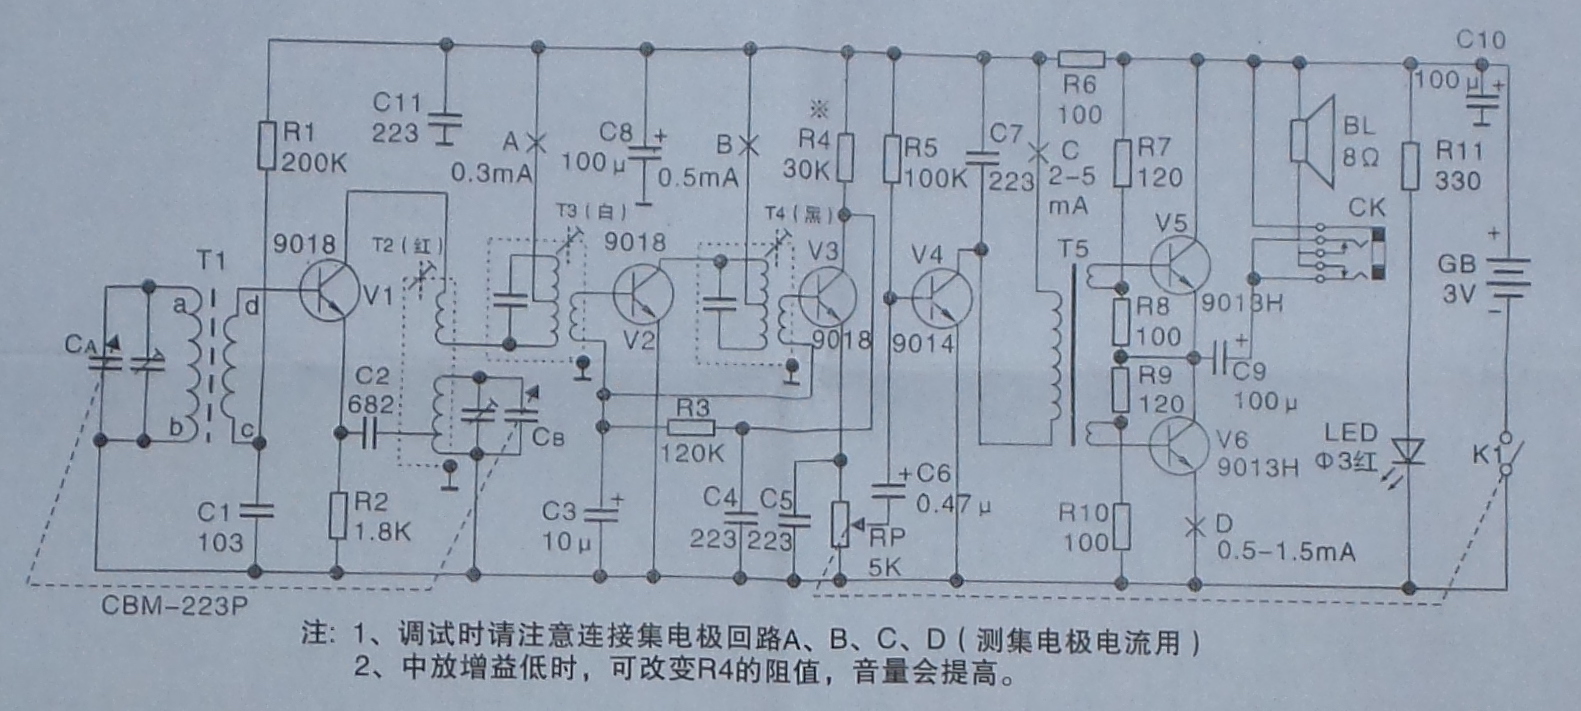 C10
100μ +
C11
223
R1
200K
A
0.3mA
C8
100μ +
B
0.5mA
※
R4
30K
R5
100K
C7
223
C
2-5
mA
R6
100
R7
120
BL
8Ω
R11
330
CK
T3(白)
T4(黑)
T2(红)
9018
V1
9018
V2
V3
9018
V4
9014
T5
V5
9013H
GB
3V
+
−
T1
a
b
c
d
CA
C2
682
CB
R3
120K
R8
100
R9
120
C9
100μ
+
V6
9013H
LED
Φ3红
K1
C1
103
R2
1.8K
C3
10μ
+
C4
223
C5
223
+C6
0.47μ
RP
5K
R10
100
D
0.5-1.5mA
CBM-223P
注: 1、调试时请注意连接集电极回路A、B、C、D(测集电极电流用)
2、中放增益低时，可改变R4的阻值，音量会提高。